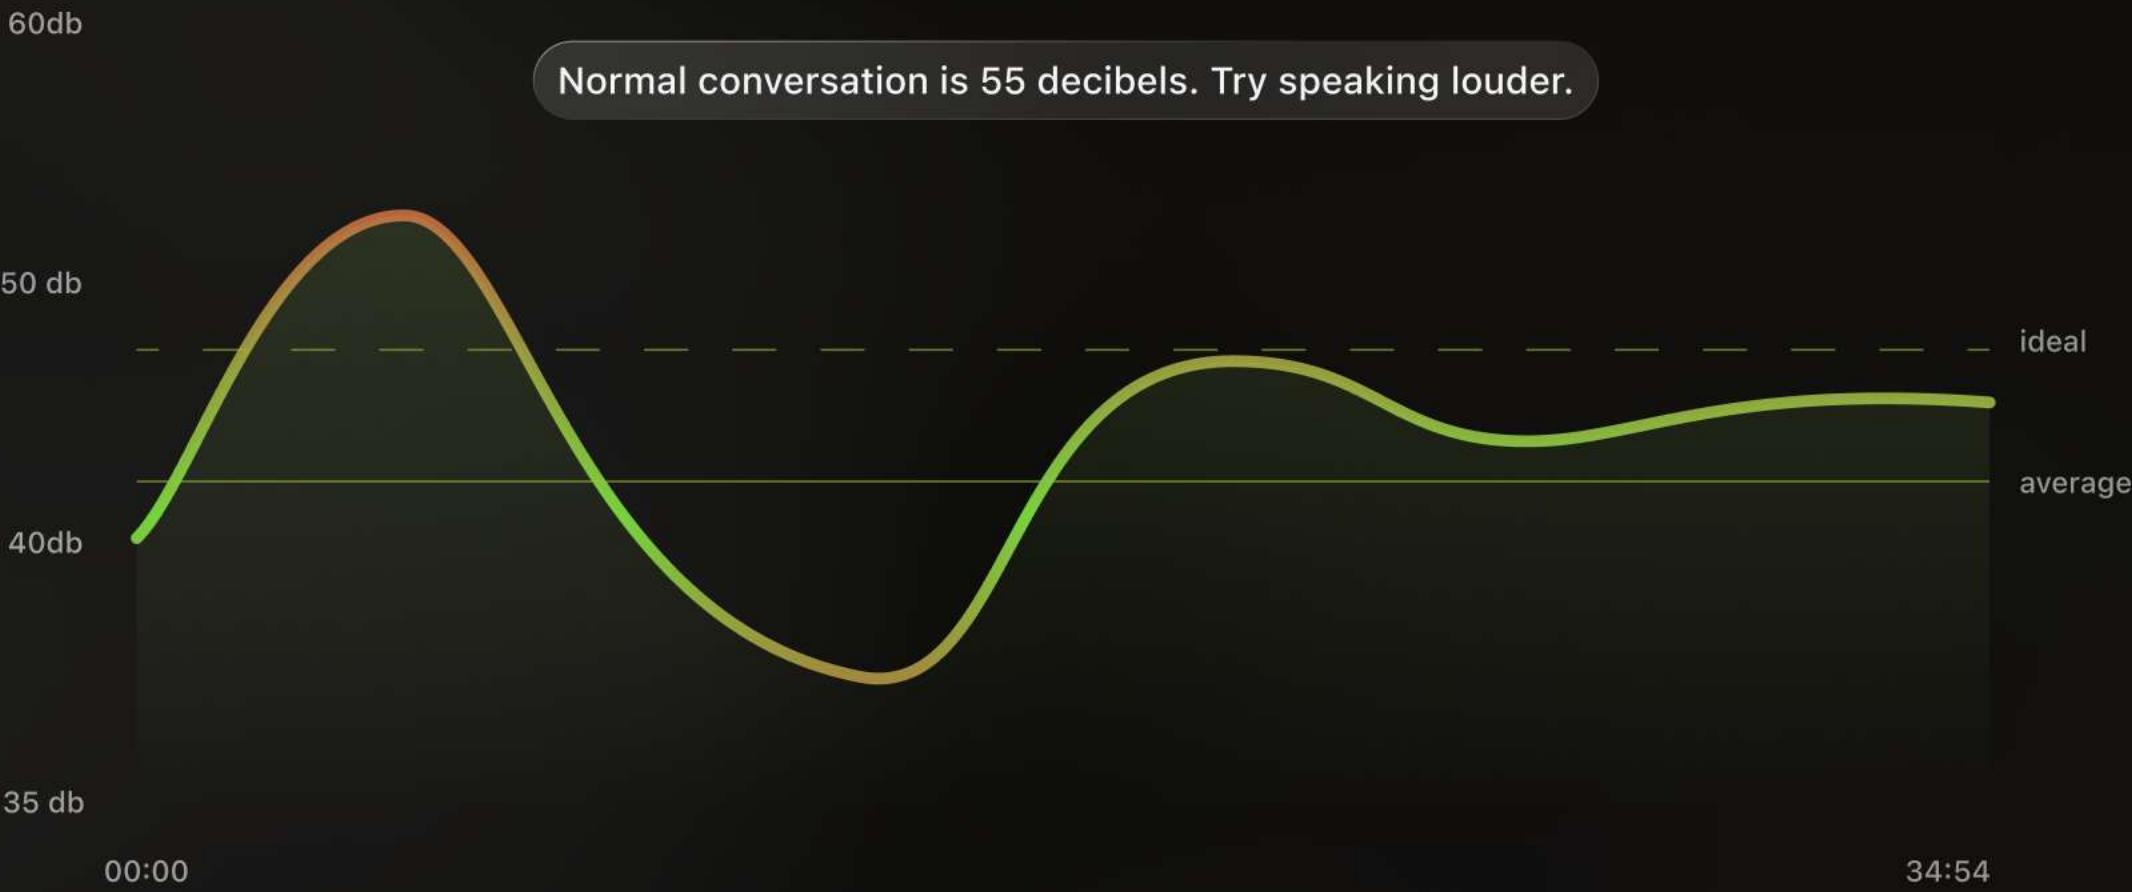 60db
Normal conversation is 55 decibels. Try speaking louder.
50 db
ideal
average
40db
35 db
00:00
34:54